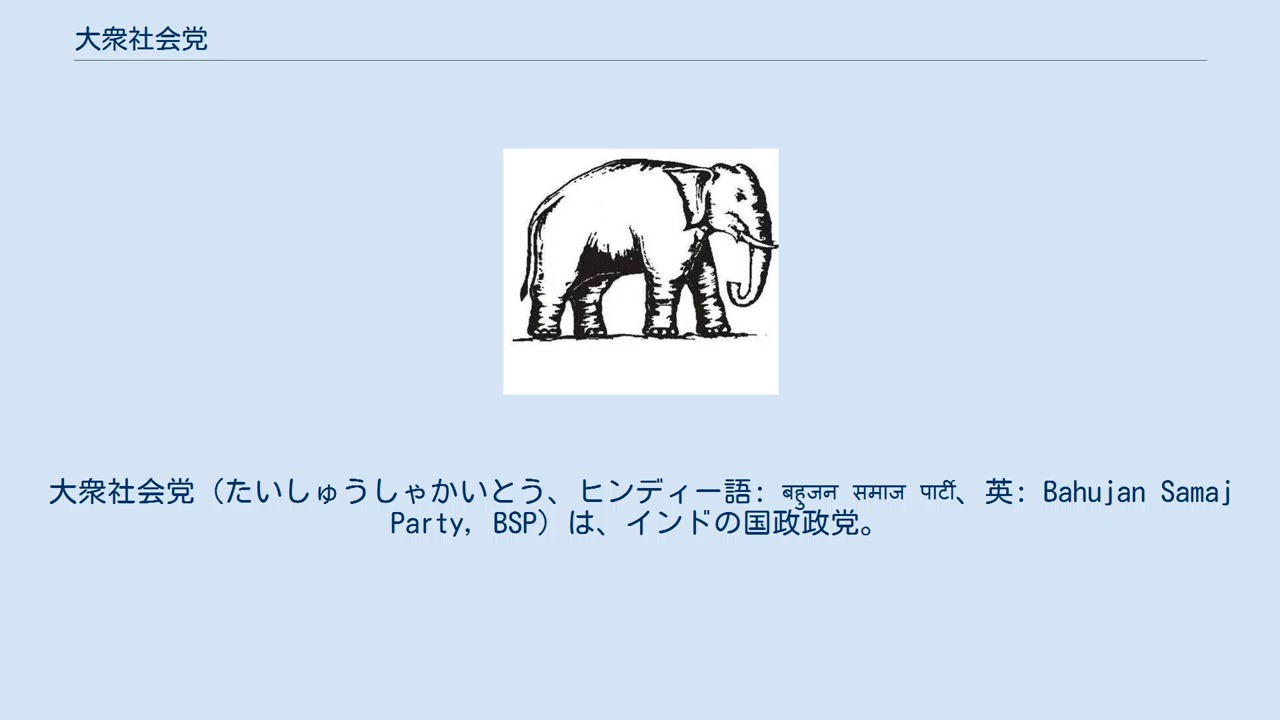 大衆社会党
大衆社会党（たいしゅうしゃかいとう、ヒンディー語: बहुजन समाज पार्टी、英: Bahujan Samaj
Party, BSP）は、インドの国政政党。